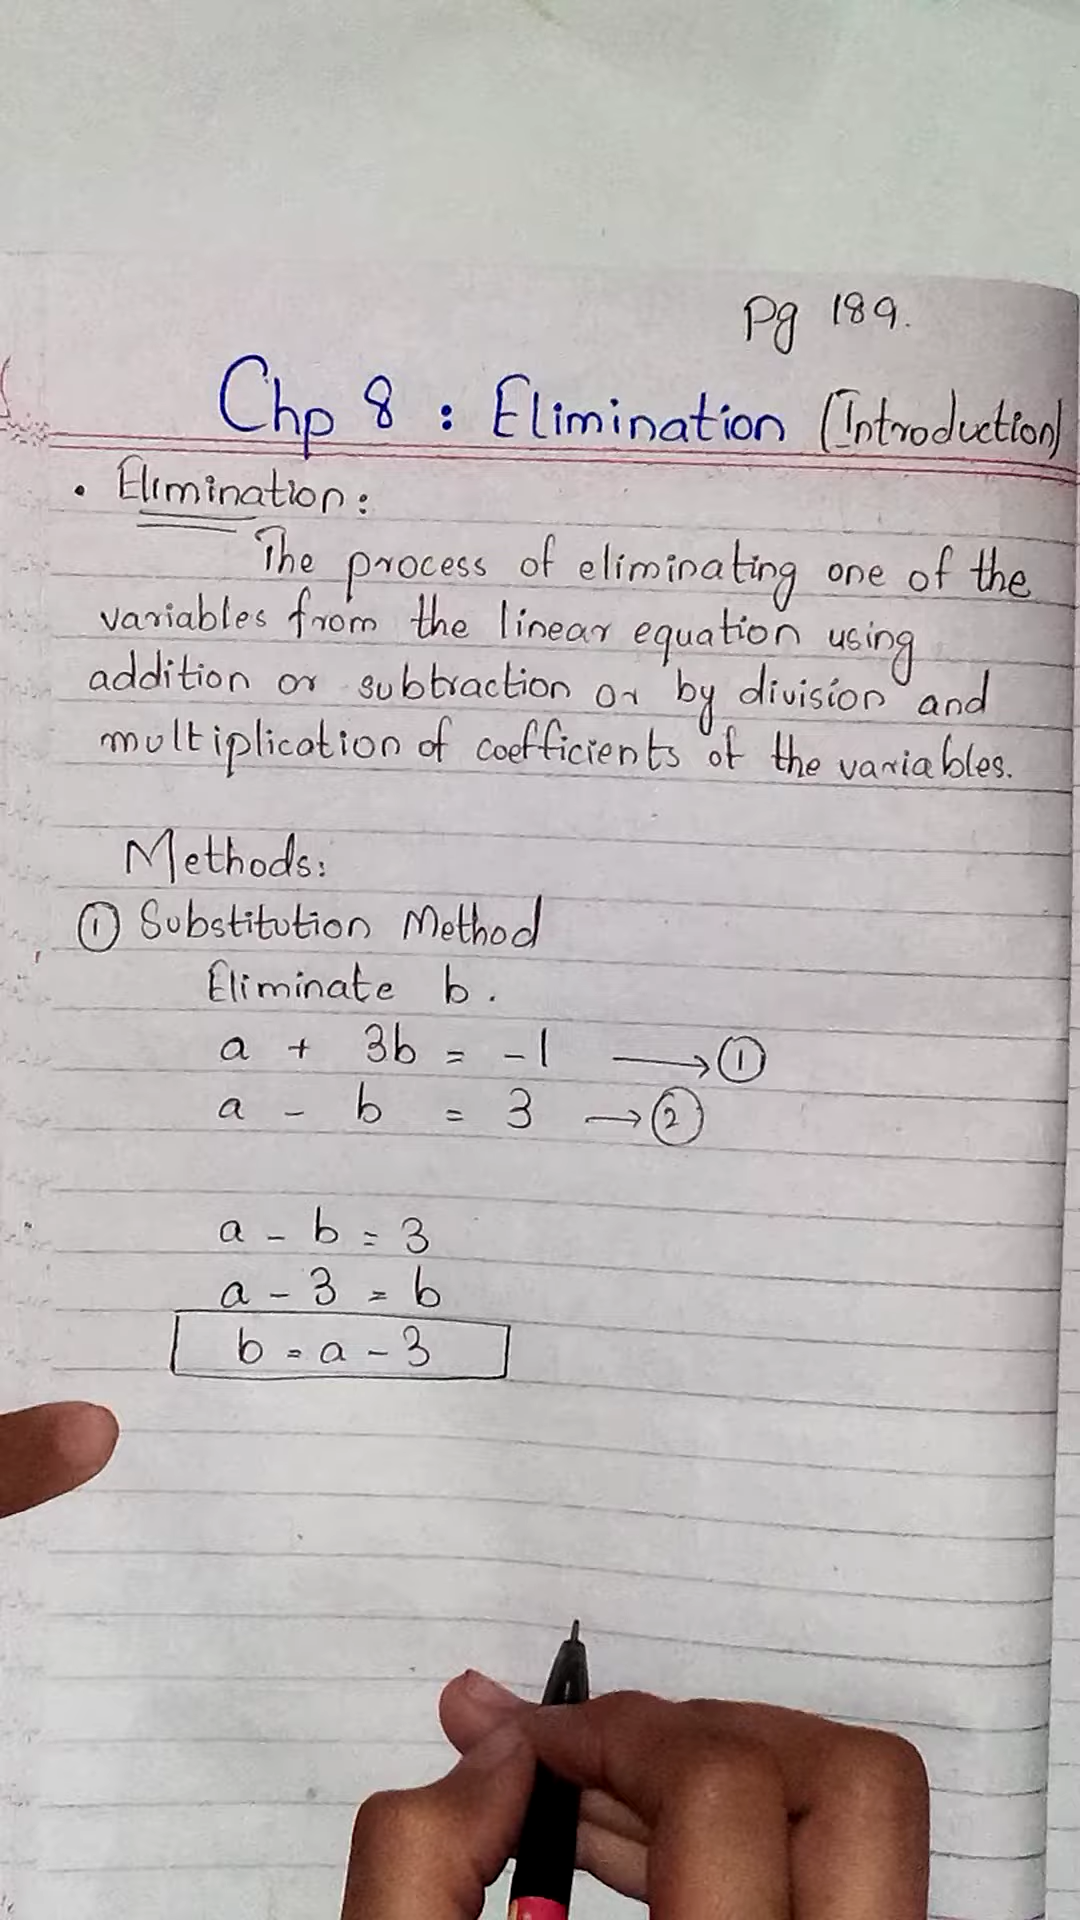 Pg 189.
Chp 8 : Elimination (Introduction)
• Elimination:
The process of eliminating one of the
variables from the linear equation using
addition or subtraction or by division and
multiplication of coefficients of the variables.
Methods:
① Substitution Method
Eliminate b.
a + 3b = -1 ⟶ ①
a - b = 3 → ②
a - b = 3
a - 3 = b
b = a - 3